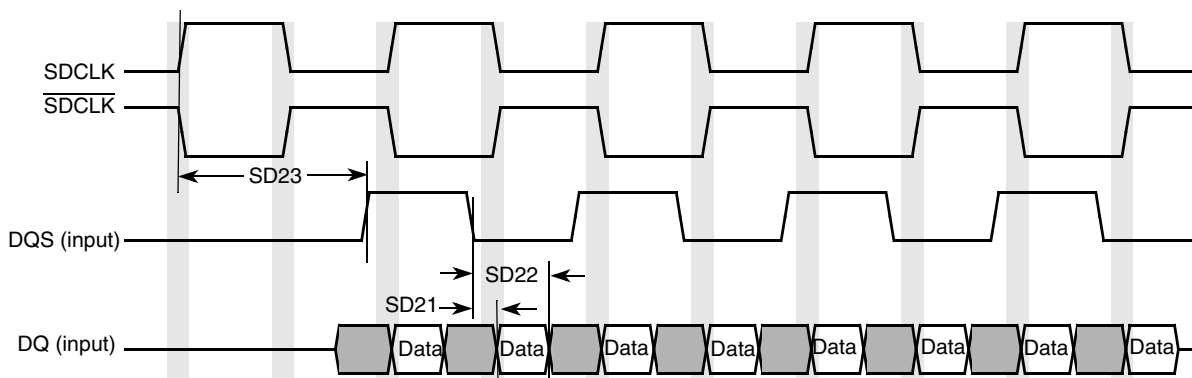 SDCLK
SDCLK
SD23
DQS (input)
SD22
SD21
DQ (input)
Data
Data
Data
Data
Data
Data
Data
Data